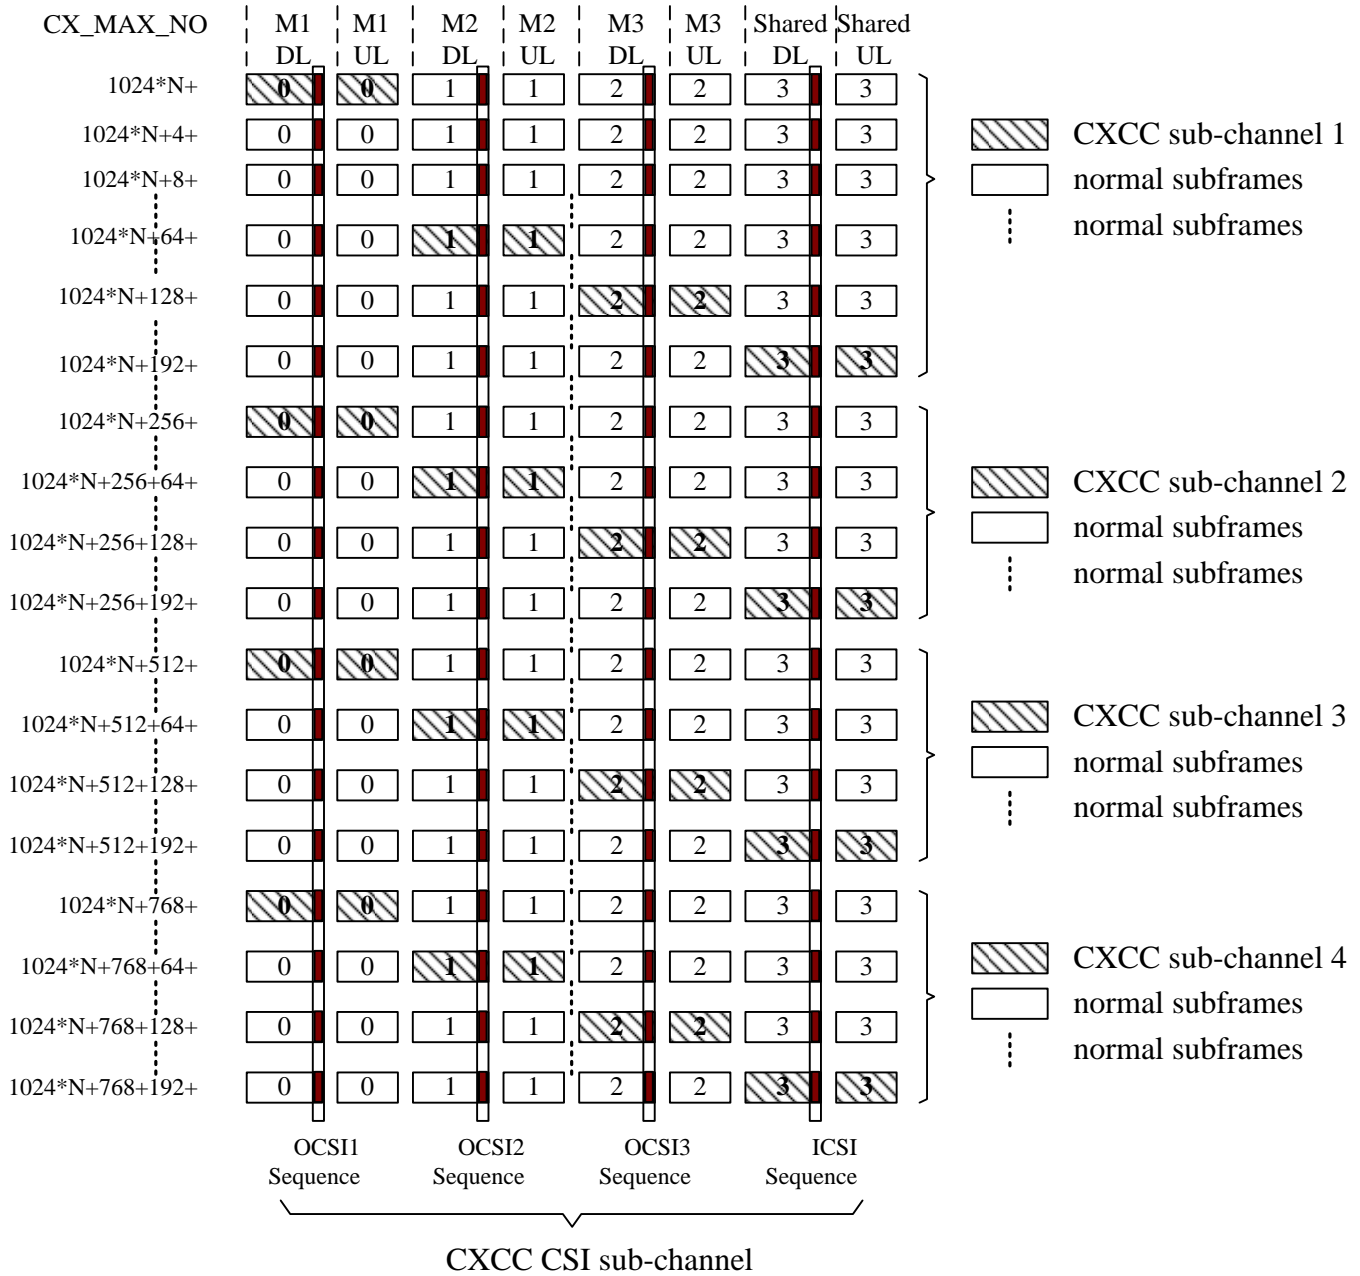 CX_MAX_NO M1 M1 M2 M2 M3 M3 Shared Shared
DL UL DL UL DL UL DL UL
1024*N+ 0 0 1 1 2 2 3 3
1024*N+4+ 0 0 1 1 2 2 3 3 CXCC sub-channel 1
1024*N+8+ 0 0 1 1 2 2 3 3 normal subframes
normal subframes
1024*N+64+ 0 0 1 1 2 2 3 3
1024*N+128+ 0 0 1 1 2 2 3 3
1024*N+192+ 0 0 1 1 2 2 3 3
1024*N+256+ 0 0 1 1 2 2 3 3
1024*N+256+64+ 0 0 1 1 2 2 3 3 CXCC sub-channel 2
normal subframes
1024*N+256+128+ 0 0 1 1 2 2 3 3
normal subframes
1024*N+256+192+ 0 0 1 1 2 2 3 3
1024*N+512+ 0 0 1 1 2 2 3 3
1024*N+512+64+ 0 0 1 1 2 2 3 3 CXCC sub-channel 3
normal subframes
1024*N+512+128+ 0 0 1 1 2 2 3 3
normal subframes
1024*N+512+192+ 0 0 1 1 2 2 3 3
1024*N+768+ 0 0 1 1 2 2 3 3
1024*N+768+64+ 0 0 1 1 2 2 3 3 CXCC sub-channel 4
normal subframes
1024*N+768+128+ 0 0 1 1 2 2 3 3
normal subframes
1024*N+768+192+ 0 0 1 1 2 2 3 3
OCSI1 OCSI2 OCSI3 ICSI
Sequence Sequence Sequence Sequence
CXCC CSI sub-channel